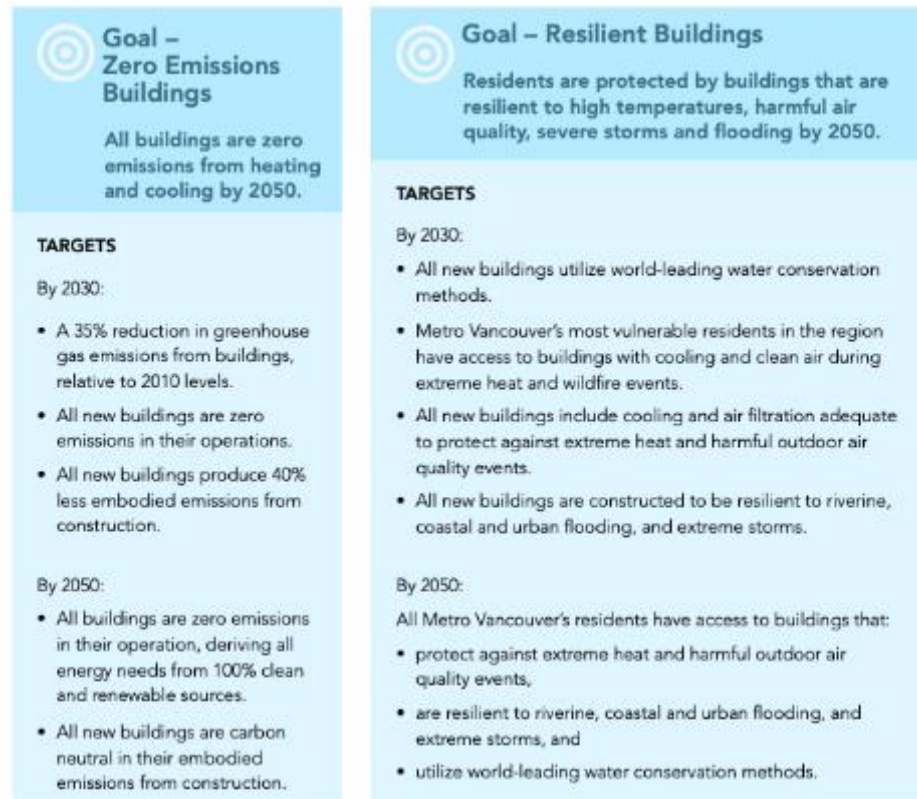 Goal –
Zero Emissions
Buildings
All buildings are zero
emissions from heating
and cooling by 2050.
TARGETS
By 2030:
• A 35% reduction in greenhouse
gas emissions from buildings,
relative to 2010 levels.
• All new buildings are zero
emissions in their operations.
• All new buildings produce 40%
less embodied emissions from
construction.
By 2050:
• All buildings are zero emissions
in their operation, deriving all
energy needs from 100% clean
and renewable sources.
• All new buildings are carbon
neutral in their embodied
emissions from construction.
Goal – Resilient Buildings
Residents are protected by buildings that are
resilient to high temperatures, harmful air
quality, severe storms and flooding by 2050.
TARGETS
By 2030:
• All new buildings utilize world-leading water conservation
methods.
• Metro Vancouver's most vulnerable residents in the region
have access to buildings with cooling and clean air during
extreme heat and wildfire events.
• All new buildings include cooling and air filtration adequate
to protect against extreme heat and harmful outdoor air
quality events.
• All new buildings are constructed to be resilient to riverine,
coastal and urban flooding, and extreme storms.
By 2050:
All Metro Vancouver's residents have access to buildings that:
• protect against extreme heat and harmful outdoor air
quality events,
• are resilient to riverine, coastal and urban flooding, and
extreme storms, and
• utilize world-leading water conservation methods.